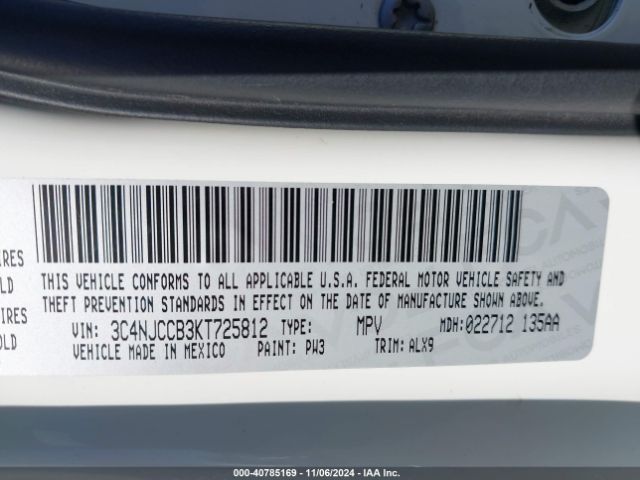 IRES
LD
THIS VEHICLE CONFORMS TO ALL APPLICABLE U.S.A. FEDERAL MOTOR VEHICLE SAFETY AND
THEFT PREVENTION STANDARDS IN EFFECT ON THE DATE OF MANUFACTURE SHOWN ABOVE.
IRES
OLD
VIN: 3C4NJCCB3KT725812 TYPE: MPV MDH: 022712 135AA
VEHICLE MADE IN MEXICO PAINT: PW3 TRIM: ALX9
000-40785169 - 11/06/2024 - IAA